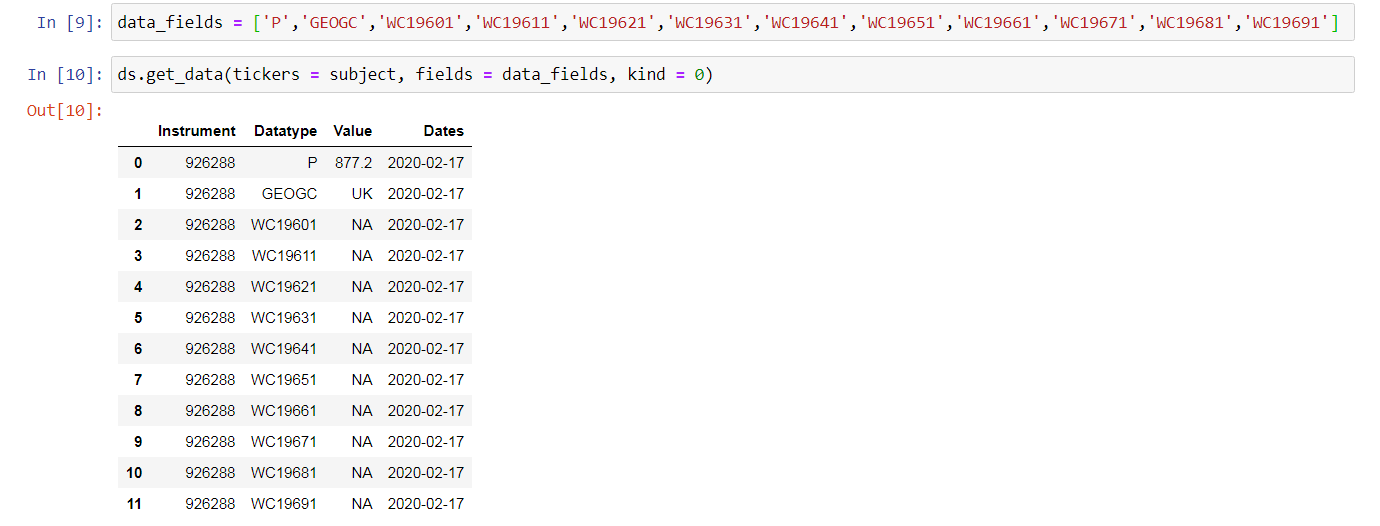 In [9]: data_fields = ['P','GEOGC','WC19601','WC19611','WC19621','WC19631','WC19641','WC19651','WC19661','WC19671','WC19681','WC19691']
In [10]: ds.get_data(tickers = subject, fields = data_fields, kind = 0)
Out[10]:
Instrument Datatype Value Dates
0 926288 P 877.2 2020-02-17
1 926288 GEOGC UK 2020-02-17
2 926288 WC19601 NA 2020-02-17
3 926288 WC19611 NA 2020-02-17
4 926288 WC19621 NA 2020-02-17
5 926288 WC19631 NA 2020-02-17
6 926288 WC19641 NA 2020-02-17
7 926288 WC19651 NA 2020-02-17
8 926288 WC19661 NA 2020-02-17
9 926288 WC19671 NA 2020-02-17
10 926288 WC19681 NA 2020-02-17
11 926288 WC19691 NA 2020-02-17